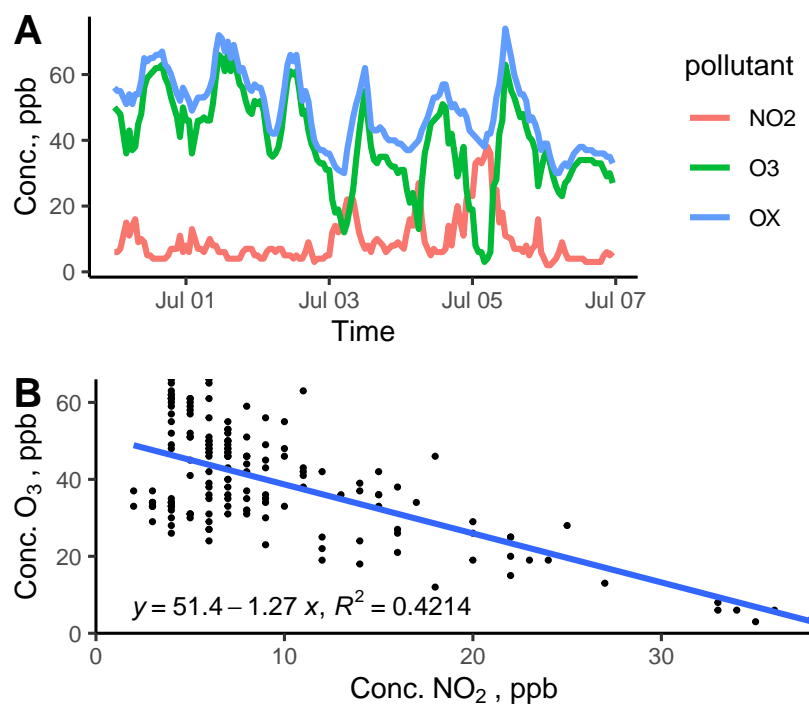 A
Conc., ppb
60
40
20
0
Jul 01
Jul 03
Jul 05
Jul 07
Time
pollutant
NO2
O3
OX
B
Conc. O₃ , ppb
60
40
20
0
y = 51.4 − 1.27 x, R² = 0.4214
0
10
20
30
Conc. NO₂ , ppb